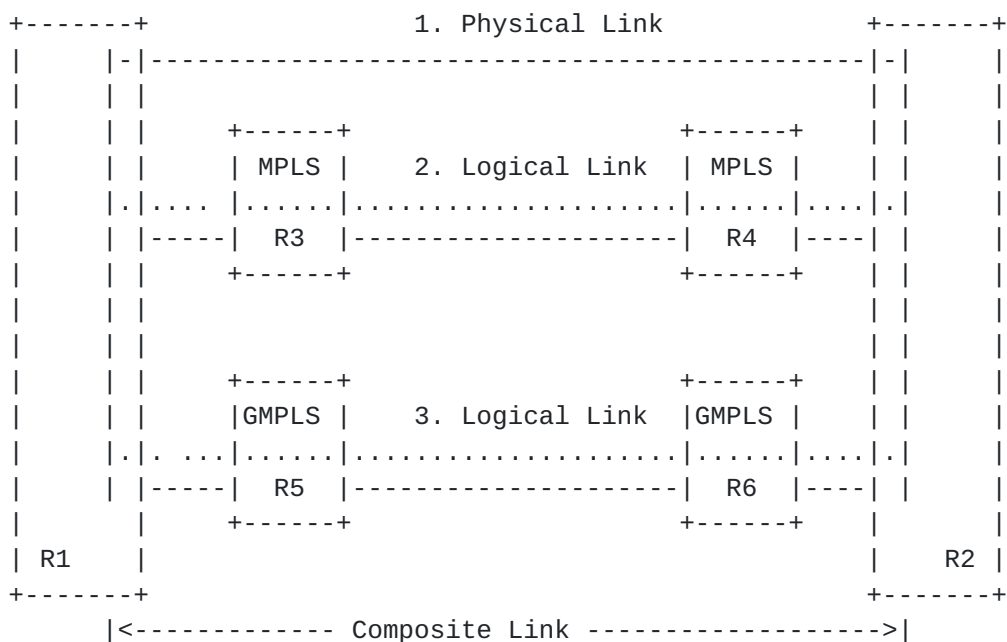 +-------+                 1. Physical Link              +-------+
|      |-|----------------------------------------------|-|      |
|      | |                                              | |      |
|      | |     +------+                     +------+    | |      |
|      | |     | MPLS |    2. Logical Link  | MPLS |    | |      |
|      |.|.... |......|.....................|......|....|.|      |
|      | |-----|  R3  |---------------------|  R4  |----| |      |
|      | |     +------+                     +------+    | |      |
|      | |                                              | |      |
|      | |                                              | |      |
|      | |     +------+                     +------+    | |      |
|      | |     |GMPLS |    3. Logical Link  |GMPLS |    | |      |
|      |.|. ...|......|.....................|......|....|.|      |
|      | |-----|  R5  |---------------------|  R6  |----| |      |
|        |     +------+                     +------+    |        |
| R1     |                                              |     R2 |
+-------+                                               +-------+
       |<------------- Composite Link ------------------->|